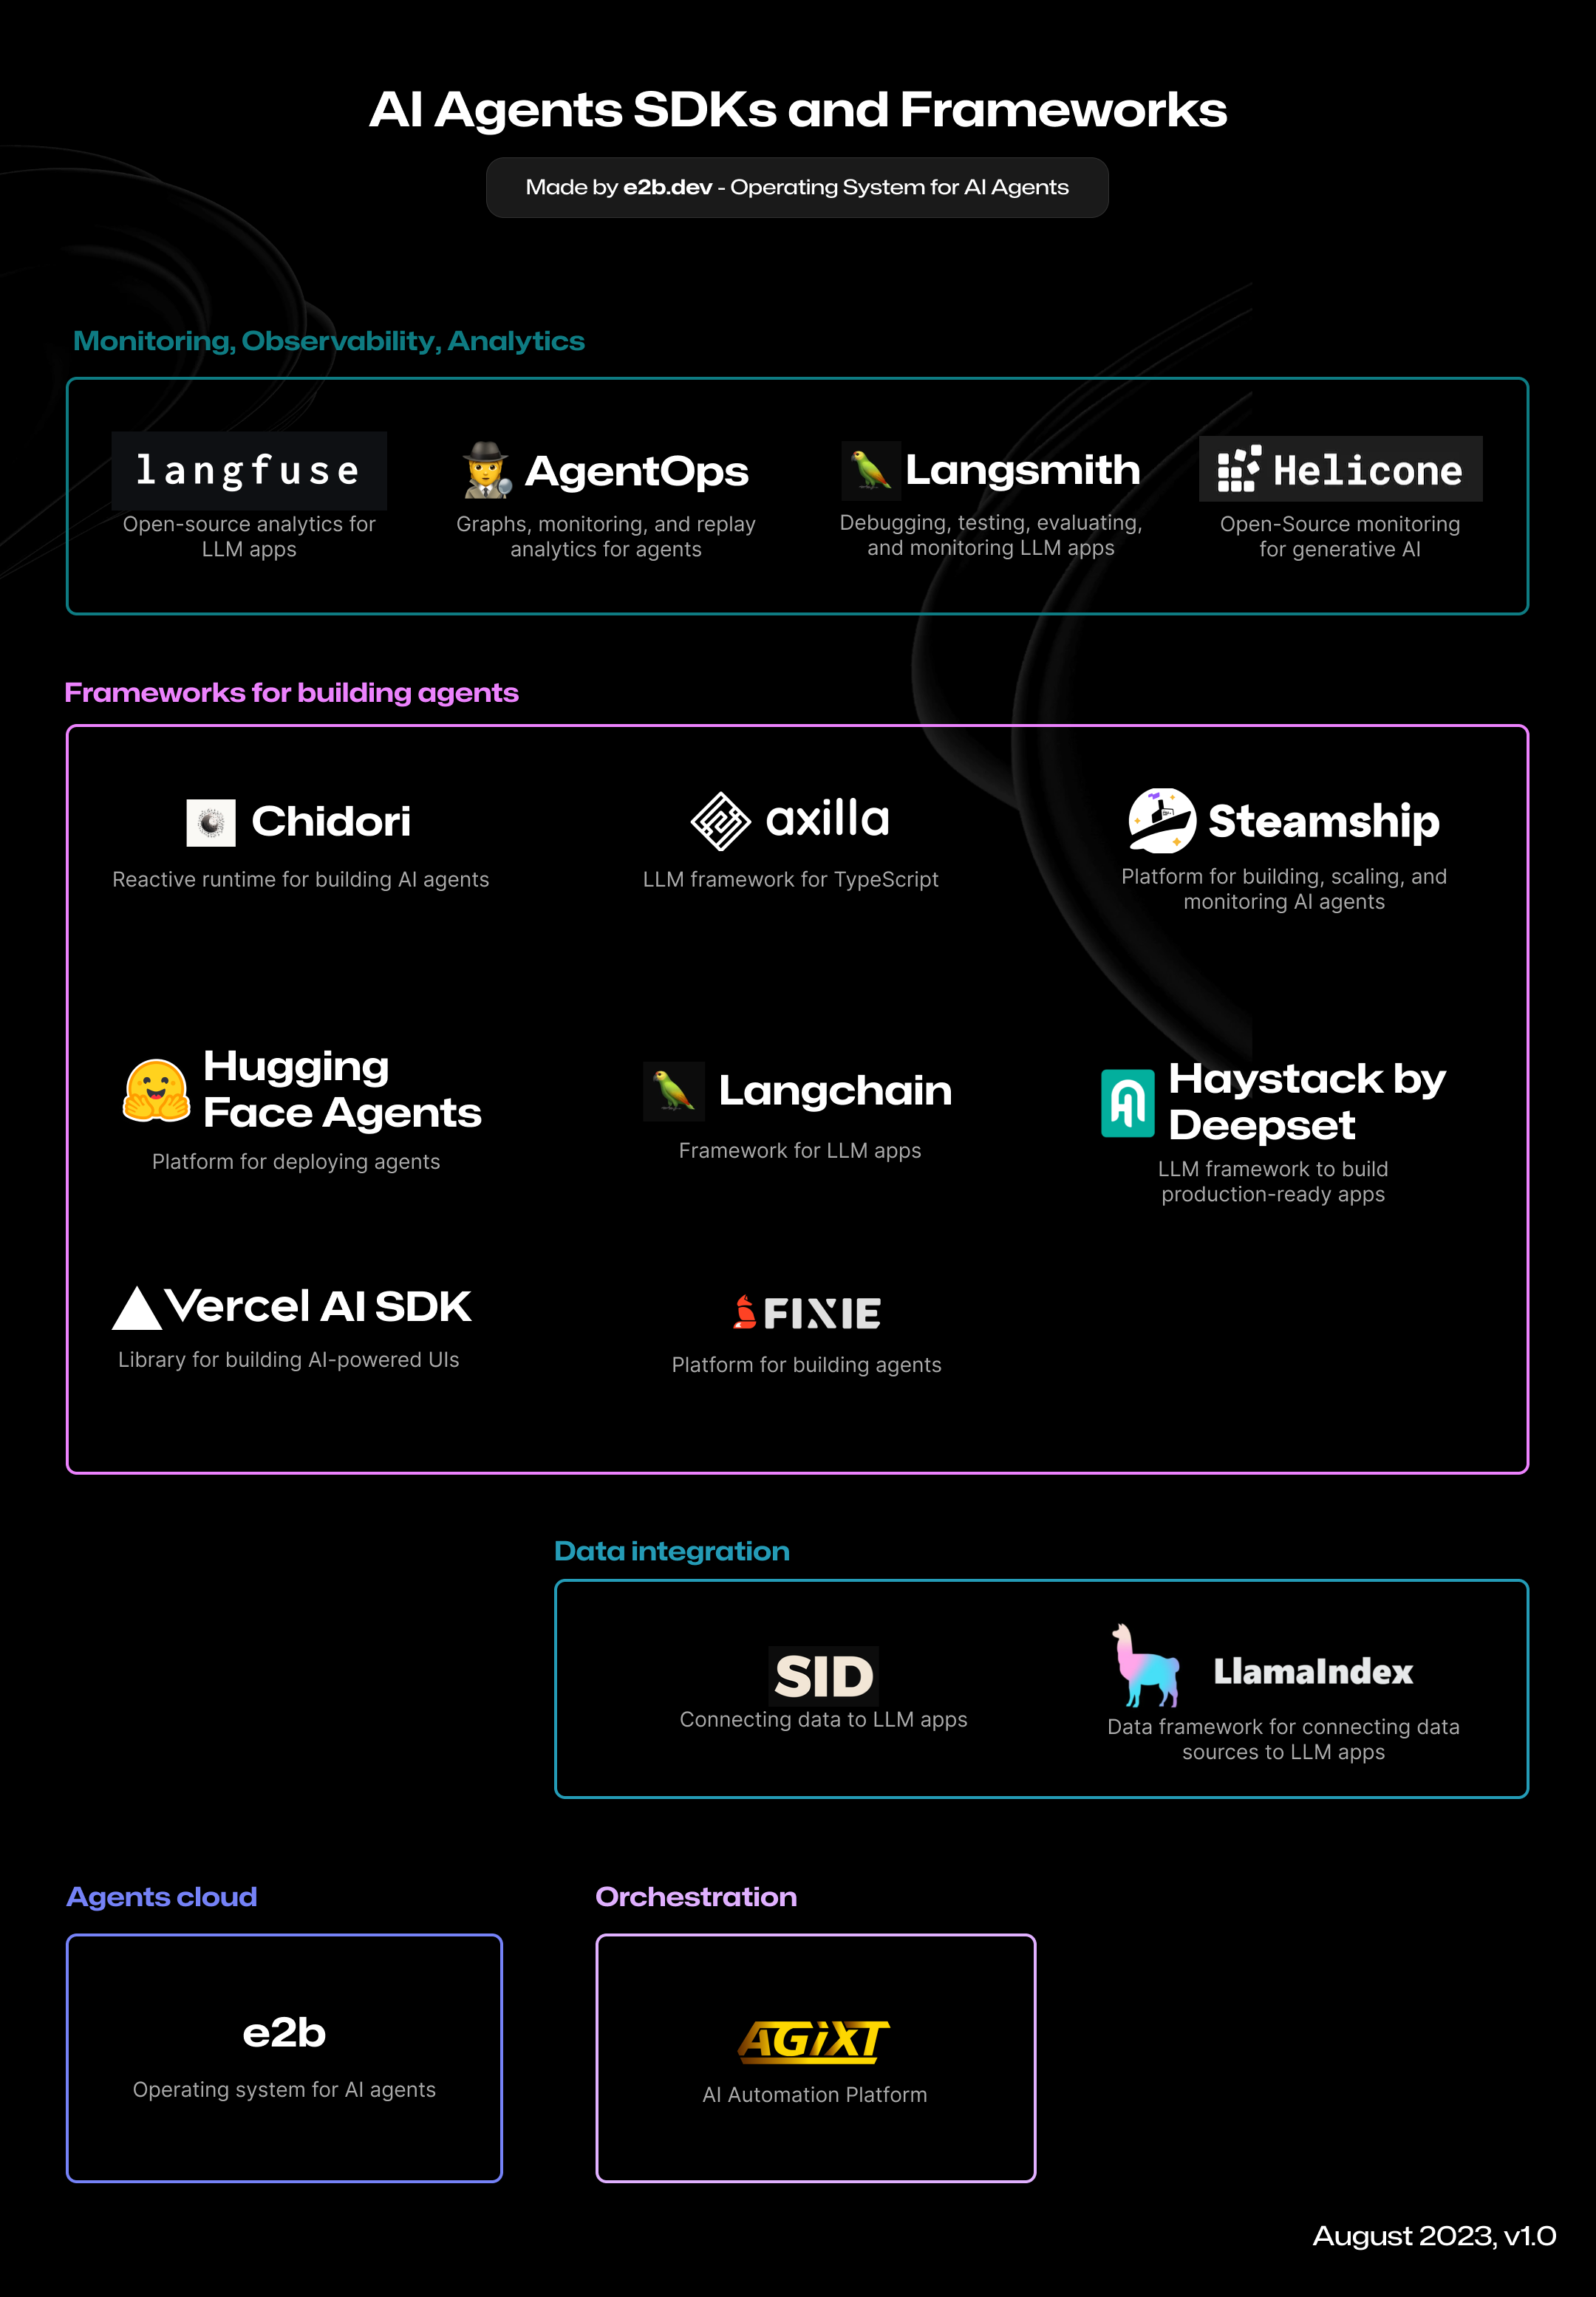 AI Agents SDKs and Frameworks
Made by e2b.dev - Operating System for AI Agents
Monitoring, Observability, Analytics
langfuse
Open-source analytics for
LLM apps
AgentOps
Graphs, monitoring, and replay
analytics for agents
Langsmith
Debugging, testing, evaluating,
and monitoring LLM apps
Helicone
Open-Source monitoring
for generative AI
Frameworks for building agents
Chidori
Reactive runtime for building AI agents
axilla
LLM framework for TypeScript
Steamship
Platform for building, scaling, and
monitoring AI agents
Hugging
Face Agents
Platform for deploying agents
Langchain
Framework for LLM apps
Haystack by
Deepset
LLM framework to build
production-ready apps
Vercel AI SDK
Library for building AI-powered UIs
FIXIE
Platform for building agents
Data integration
SID
Connecting data to LLM apps
LlamaIndex
Data framework for connecting data
sources to LLM apps
Agents cloud
e2b
Operating system for AI agents
Orchestration
AGiXT
AI Automation Platform
August 2023, v1.0